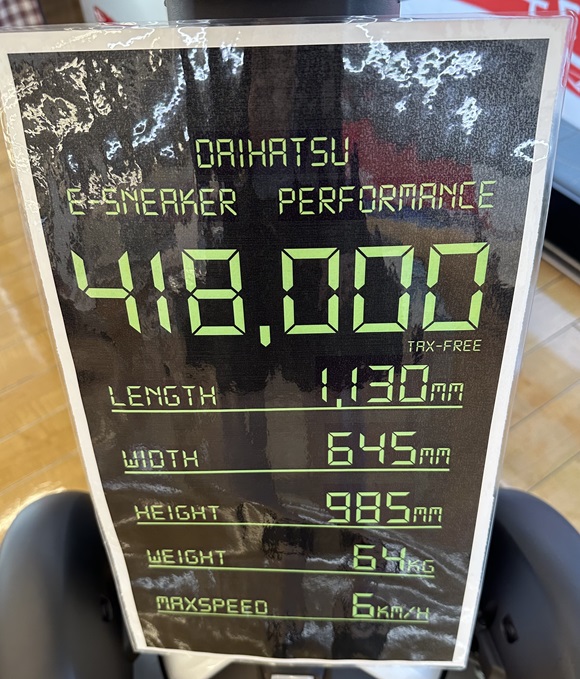 DAIHATSU
E-SNEAKER PERFORMANCE
418,000
TAX-FREE
LENGTH 1,130mm
WIDTH 645mm
HEIGHT 985mm
WEIGHT 64KG
MAXSPEED 6KM/H